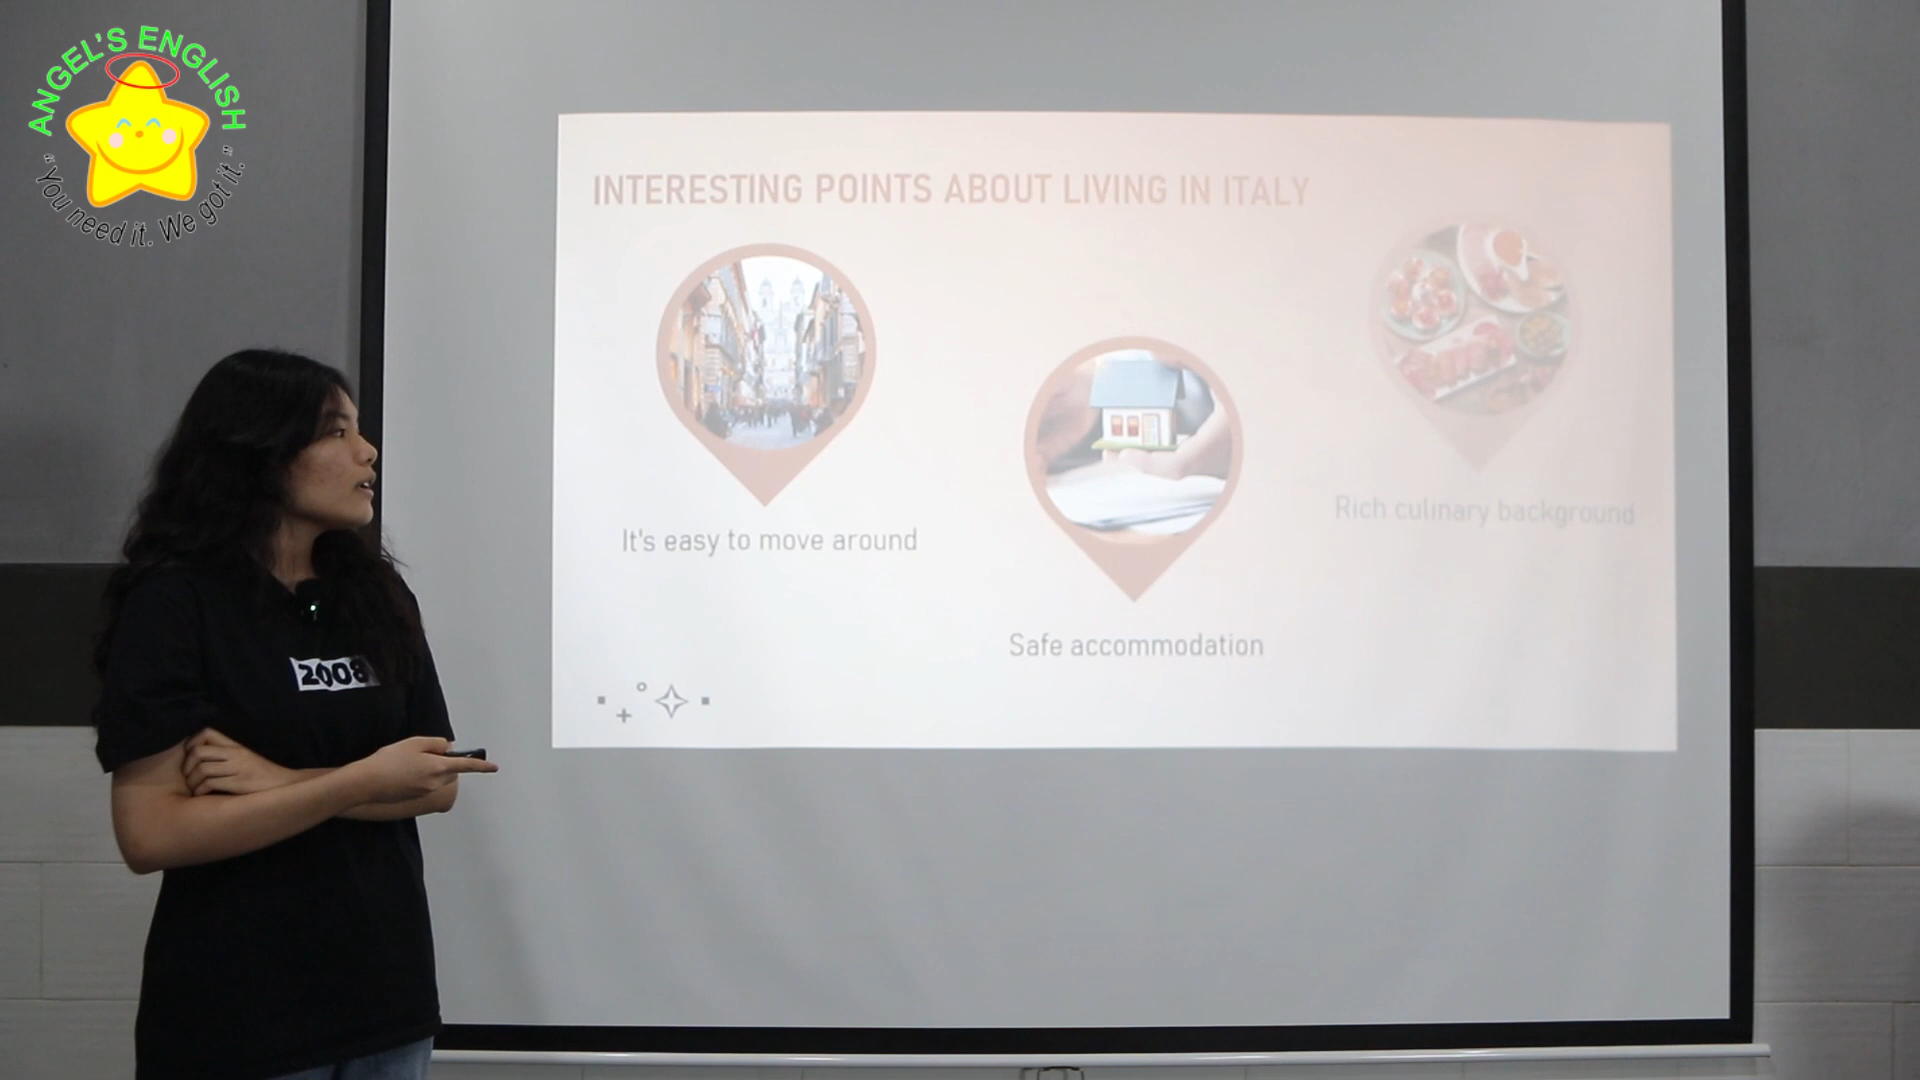 ANGEL'S ENGLISH
"You need it. We got it."
INTERESTING POINTS ABOUT LIVING IN ITALY
It's easy to move around
Safe accommodation
Rich culinary background
2008